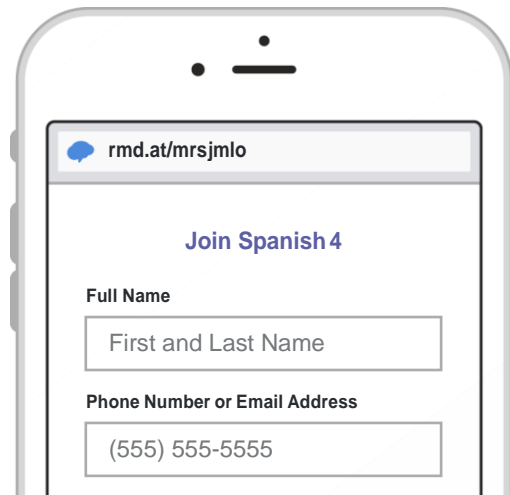 rmd.at/mrsjmlo
Join Spanish 4
Full Name
First and Last Name
Phone Number or Email Address
(555) 555-5555